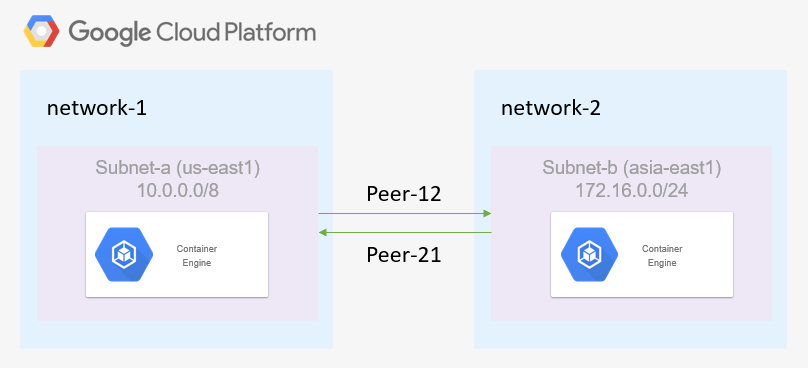 Google Cloud Platform
network-1
Subnet-a (us-east1)
10.0.0.0/8
Container
Engine
Peer-12
Peer-21
network-2
Subnet-b (asia-east1)
172.16.0.0/24
Container
Engine